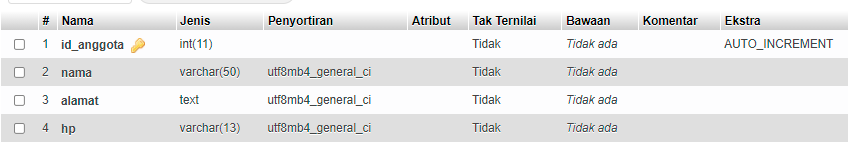 # Nama Jenis Penyortiran Atribut Tak Ternilai Bawaan Komentar Ekstra
1 id_anggota int(11) Tidak Tidak ada AUTO_INCREMENT
2 nama varchar(50) utf8mb4_general_ci Tidak Tidak ada
3 alamat text utf8mb4_general_ci Tidak Tidak ada
4 hp varchar(13) utf8mb4_general_ci Tidak Tidak ada